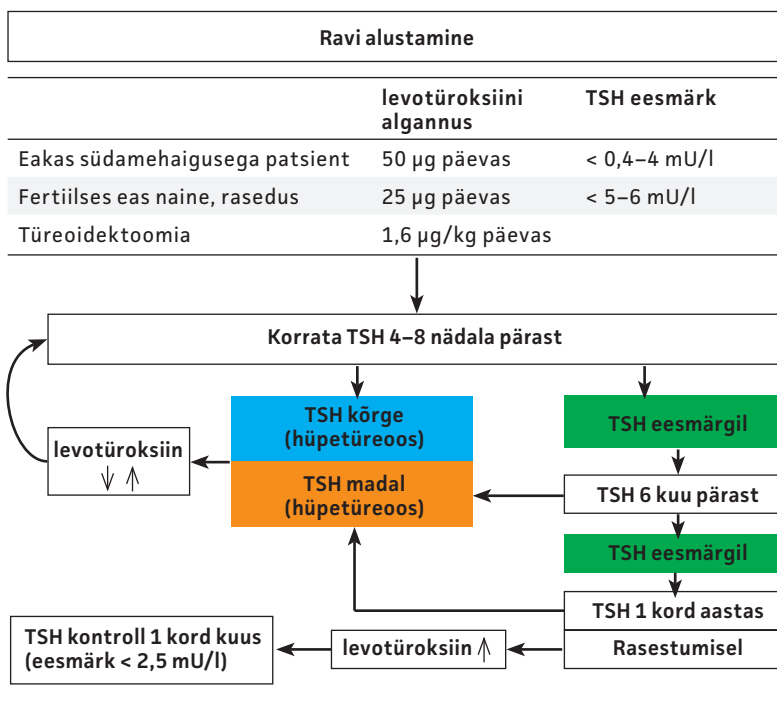 Ravi alustamine
levotüroksiini algannus TSH eesmärk
Eakas südamehaigusega patsient 50 µg päevas < 0,4–4 mU/l
Fertiilses eas naine, rasedus 25 µg päevas < 5–6 mU/l
Türeoidektoomia 1,6 µg/kg päevas
Korrata TSH 4–8 nädala pärast
TSH kõrge
(hüpetüreoos)
TSH eesmärgil
levotüroksiin
↓ ↑
TSH madal
(hüpetüreoos)
TSH 6 kuu pärast
TSH eesmärgil
TSH 1 kord aastas
TSH kontroll 1 kord kuus
(eesmärk < 2,5 mU/l)
levotüroksiin ↑
Rasestumisel